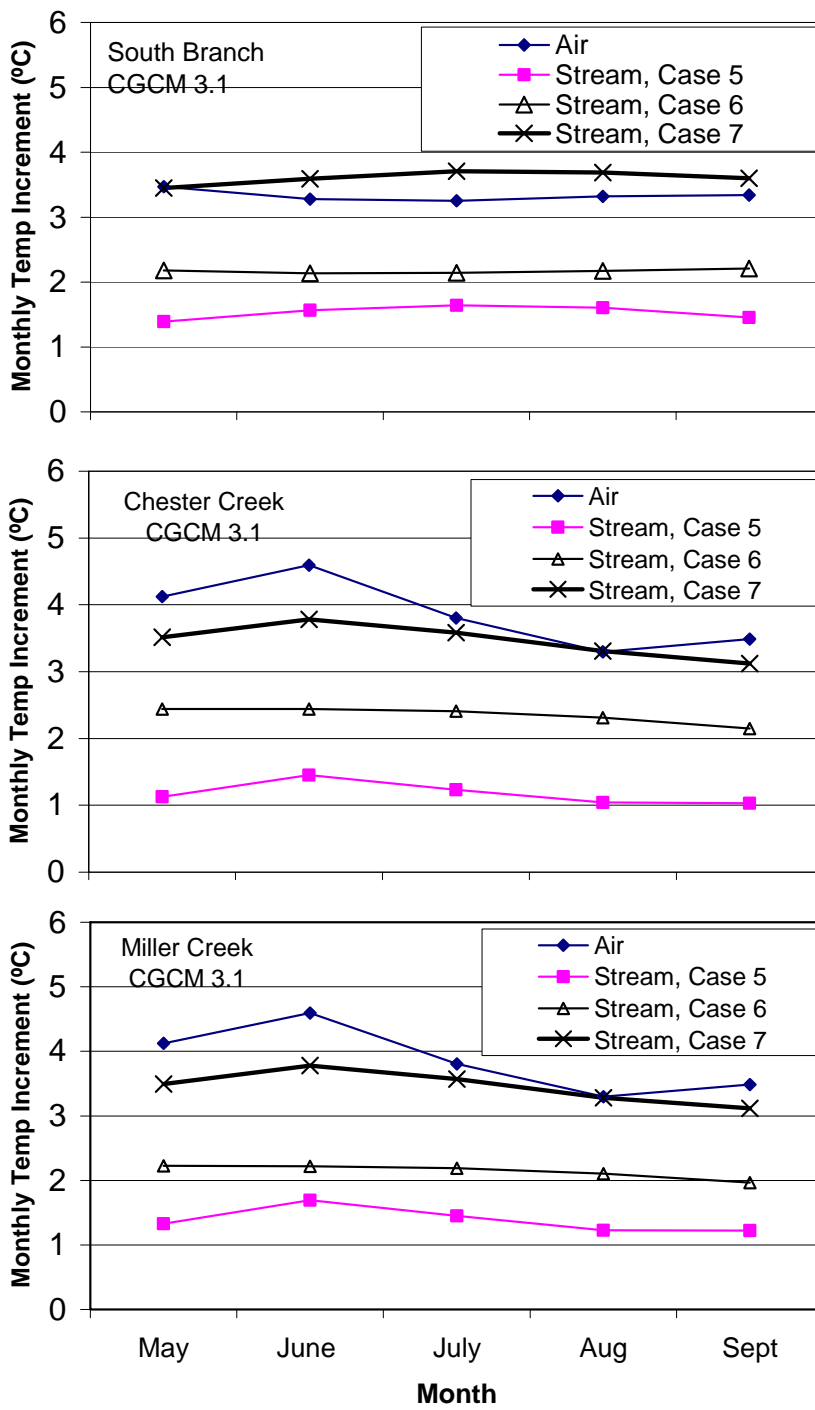 South Branch
CGCM 3.1
Air
Stream, Case 5
Stream, Case 6
Stream, Case 7
Monthly Temp Increment (ºC)
6
5
4
3
2
1
0
Chester Creek
CGCM 3.1
Air
Stream, Case 5
Stream, Case 6
Stream, Case 7
Monthly Temp Increment (ºC)
6
5
4
3
2
1
0
Miller Creek
CGCM 3.1
Air
Stream, Case 5
Stream, Case 6
Stream, Case 7
Monthly Temp Increment (ºC)
6
5
4
3
2
1
0
May June July Aug Sept
Month